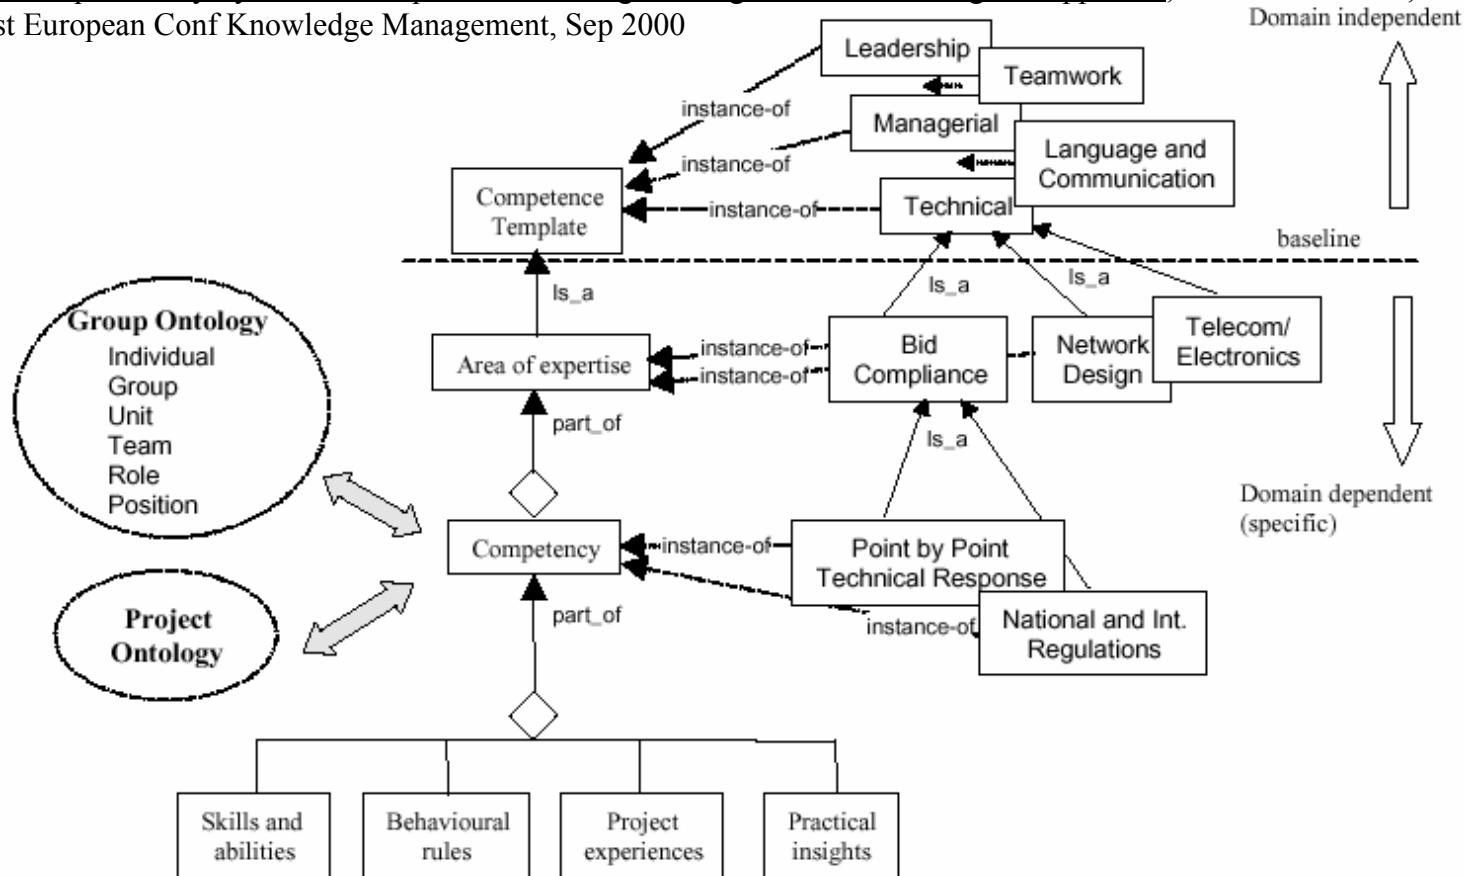 st European Conf Knowledge Management, Sep 2000
Domain independent
Leadership
Teamwork
instance-of
Managerial
instance-of
Language and
Communication
Competence
Template
instance-of
Technical
baseline
Is_a
Is_a
Is_a
Group Ontology
Individual
Group
Unit
Team
Role
Position
Area of expertise
instance-of
instance-of
Bid
Compliance
Network
Design
Telecom/
Electronics
part_of
Is_a
Domain dependent
(specific)
Competency
instance-of
Point by Point
Technical Response
instance-of
National and Int.
Regulations
Project
Ontology
part_of
Skills and
abilities
Behavioural
rules
Project
experiences
Practical
insights